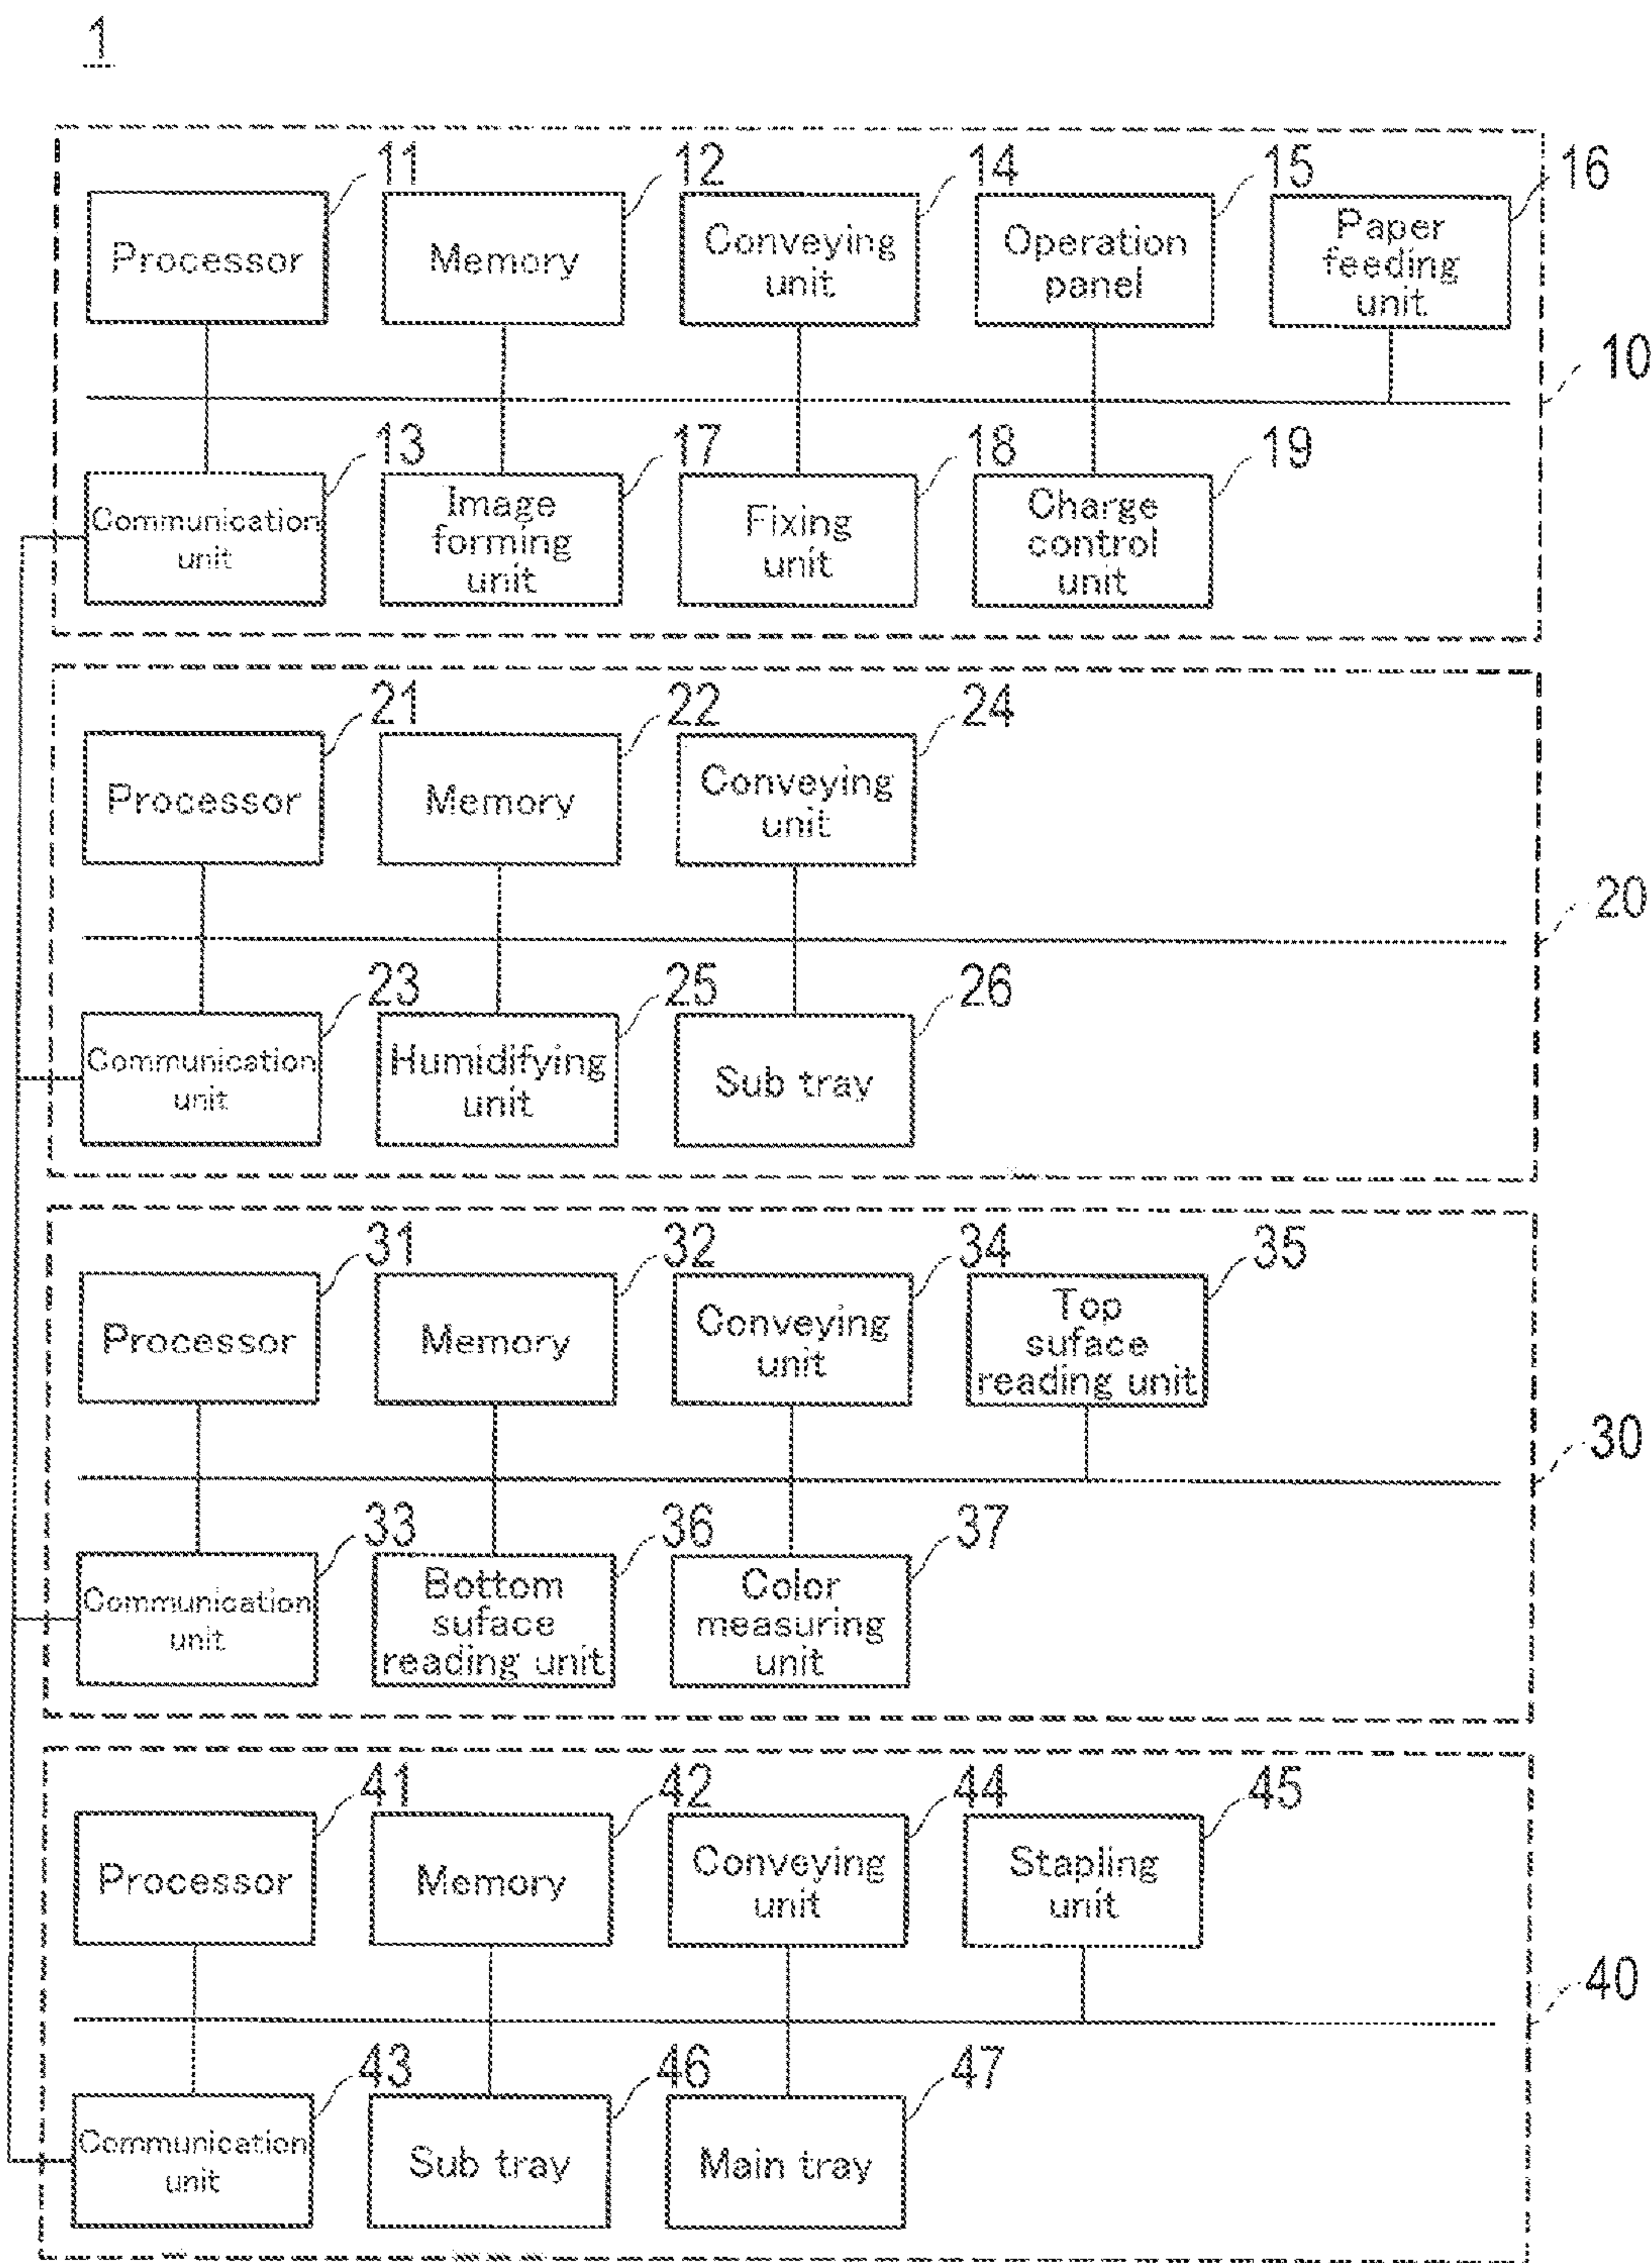 1
11
12
14
15
16
Processor
Memory
Conveying
unit
Operation
panel
Paper
feeding
unit
10
13
17
18
19
Communication
unit
Image
forming
unit
Fixing
unit
Charge
control
unit
21
22
24
Processor
Memory
Conveying
unit
20
23
25
26
Communication
unit
Humidifying
unit
Sub tray
31
32
34
35
Processor
Memory
Conveying
unit
Top
suface
reading unit
30
33
36
37
Communication
unit
Bottom
suface
reading unit
Color
measuring
unit
41
42
44
45
Processor
Memory
Conveying
unit
Stapling
unit
40
43
46
47
Communication
unit
Sub tray
Main tray